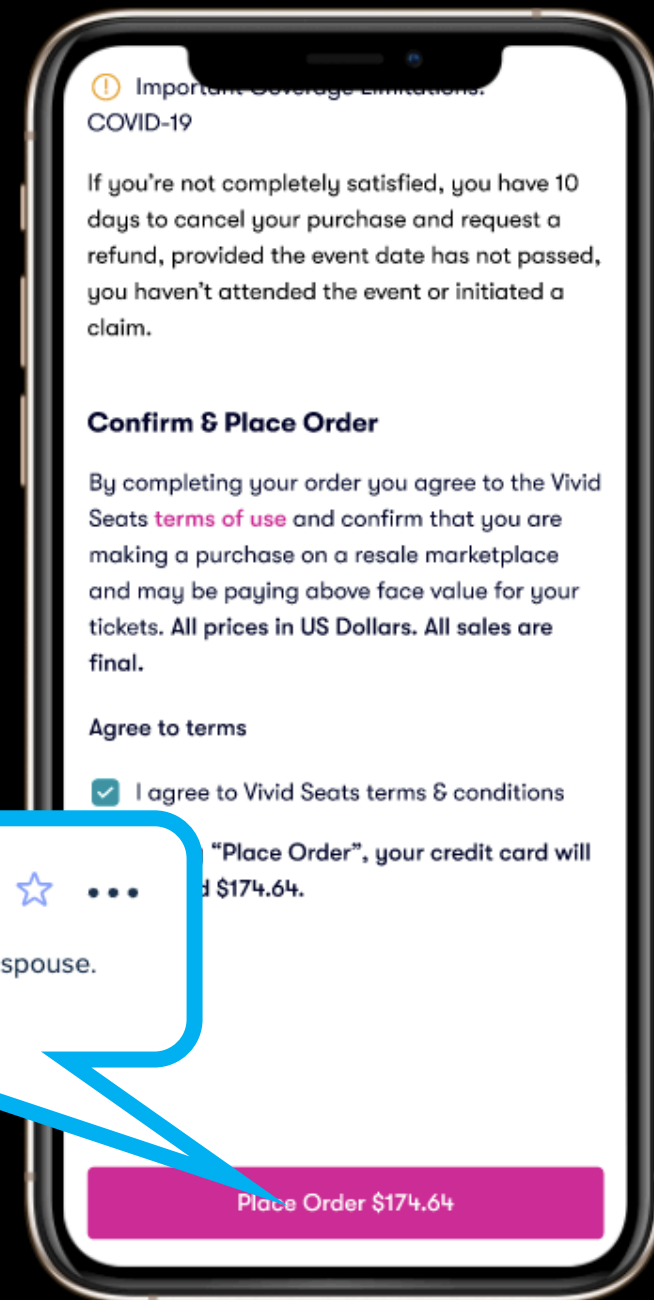 Important Coverage Limitations:
COVID-19
If you're not completely satisfied, you have 10
days to cancel your purchase and request a
refund, provided the event date has not passed,
you haven't attended the event or initiated a
claim.
Confirm & Place Order
By completing your order you agree to the Vivid
Seats terms of use and confirm that you are
making a purchase on a resale marketplace
and may be paying above face value for your
tickets. All prices in US Dollars. All sales are
final.
Agree to terms
I agree to Vivid Seats terms & conditions
"Place Order", your credit card will
$174.64.
spouse.
Place Order $174.64